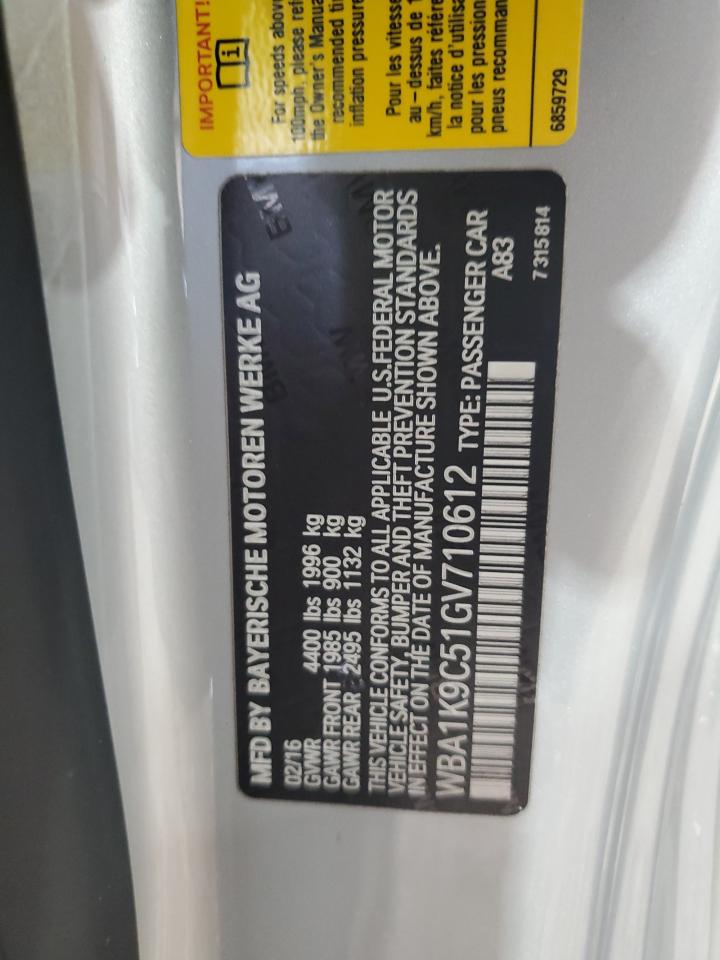 IMPORTANT!
For speeds above
100mph, please ref
the Owner's Manua
recommended ti
inflation pressure
Pour les vitesse
au - dessus de 1
km/h, faites référe
la notice d'utilisa
pour les pression
pneus recomman
6859729
MFD BY BAYERISCHE MOTOREN WERKE AG
02/16
GVWR 4400 lbs 1996 kg
GAWR FRONT 1985 lbs 900 kg
GAWR REAR 2495 lbs 1132 kg
THIS VEHICLE CONFORMS TO ALL APPLICABLE U.S.FEDERAL MOTOR
VEHICLE SAFETY, BUMPER AND THEFT PREVENTION STANDARDS
IN EFFECT ON THE DATE OF MANUFACTURE SHOWN ABOVE.
WBA1K9C51GV710612 TYPE: PASSENGER CAR
A83
7 315 814